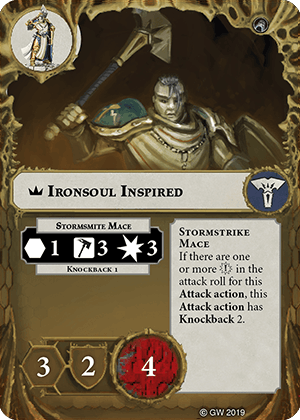 Ironsoul Inspired
Stormsmite Mace
1 3 3
Knockback 1
Stormstrike
Mace
If there are one
or more in the
attack roll for this
Attack action, this
Attack action has
Knockback 2.
3 2 4
© GW 2019